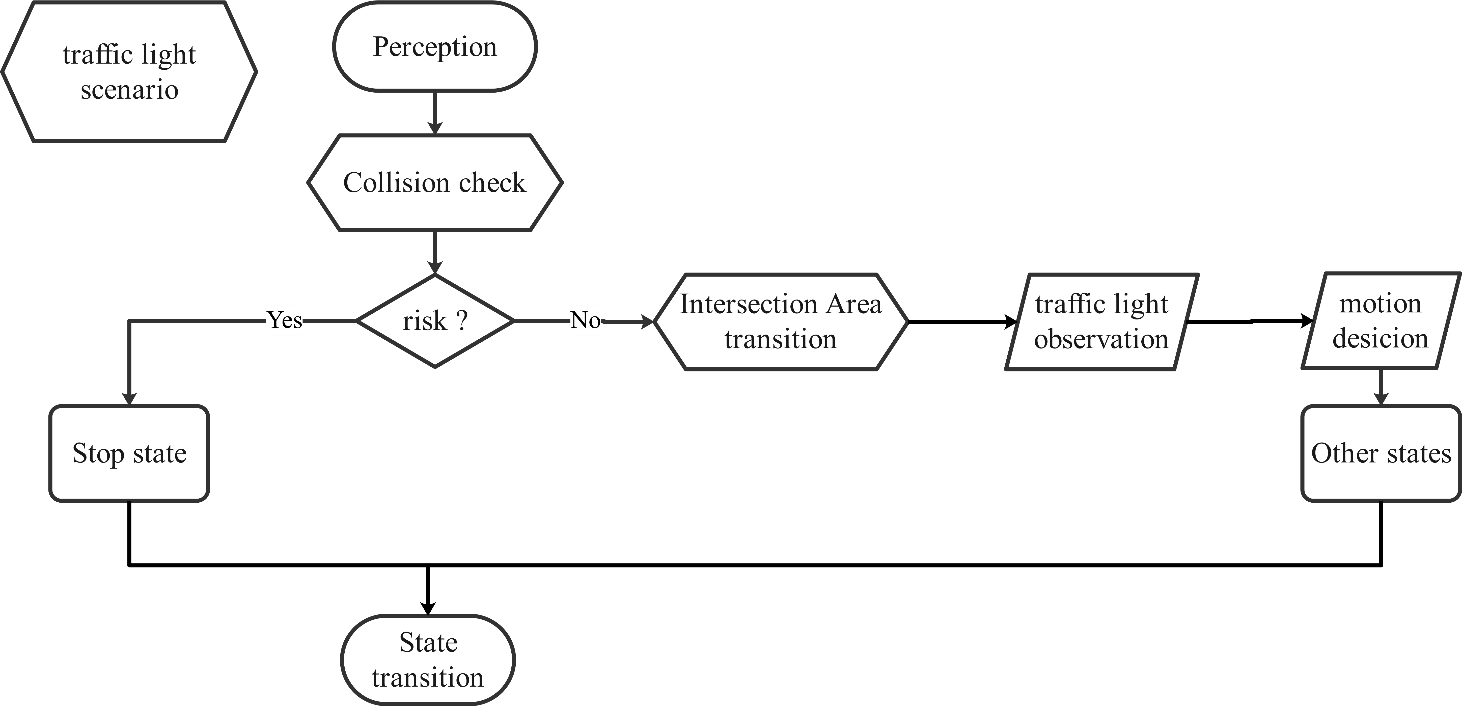 traffic light
scenario
Perception
Collision check
risk ?
Yes
No
Intersection Area
transition
traffic light
observation
motion
desicion
Stop state
Other states
State
transition